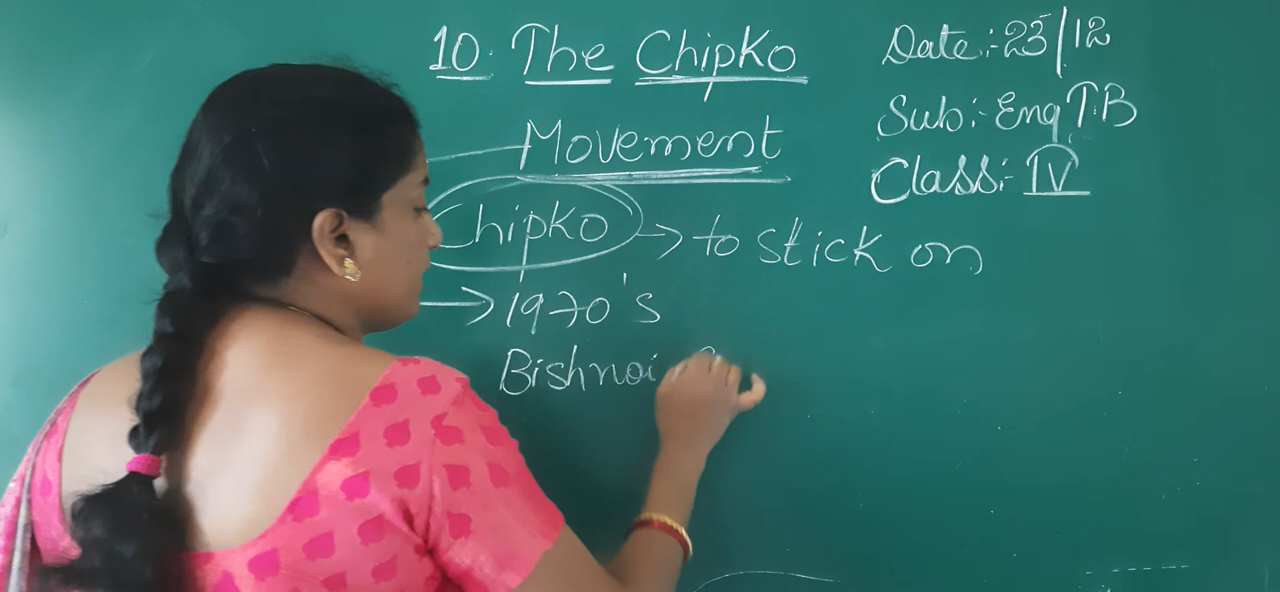 10. The Chipko
Movement
Chipko → to stick on
→ 1970's
Bishnoi
Date:- 23/12
Sub:- Eng T.B
Class:- IV